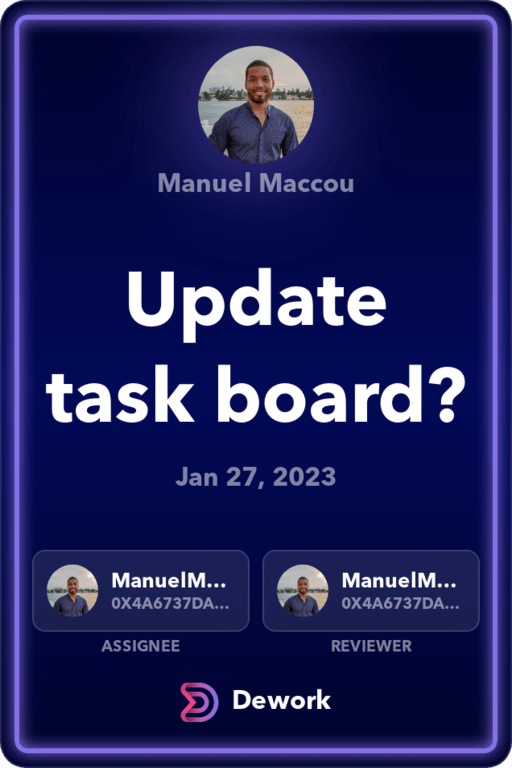 Manuel Maccou
Update
task board?
Jan 27, 2023
ManuelM...
0X4A6737DA...
ASSIGNEE
ManuelM...
0X4A6737DA...
REVIEWER
Dework